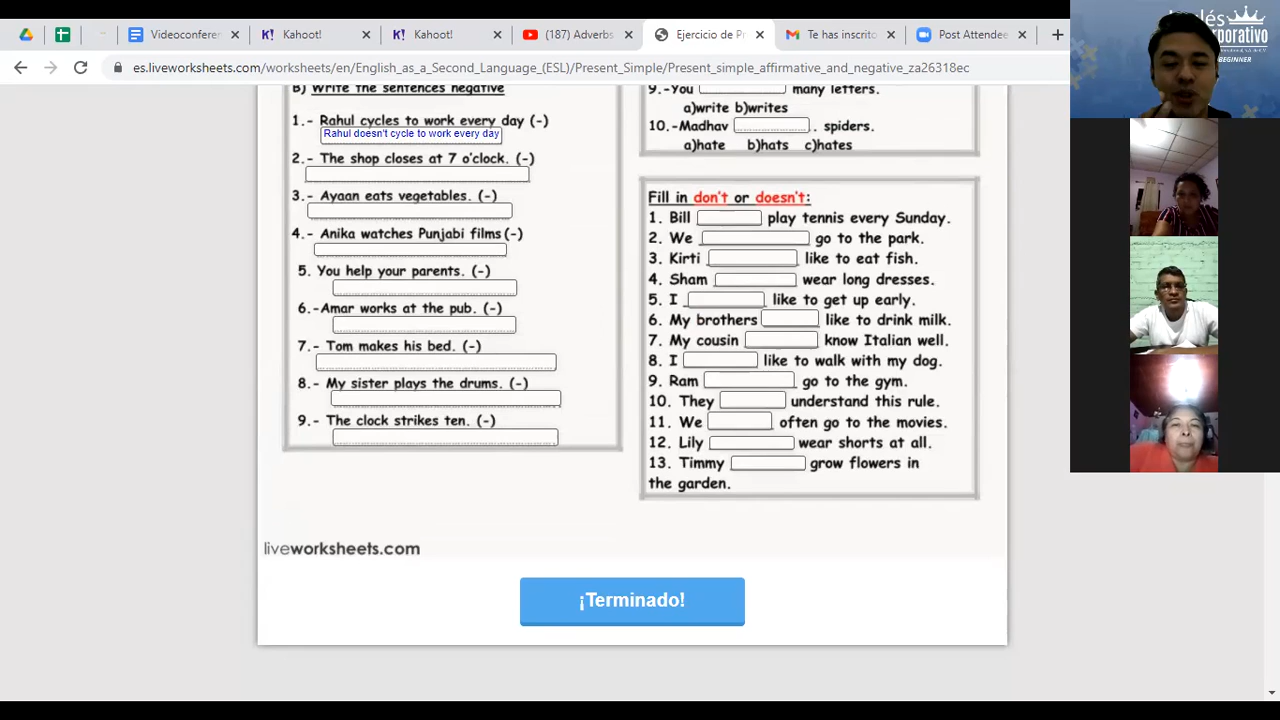 Videoconferen
Kahoot!
Kahoot!
(187) Adverbs
Ejercicio de Pr
Te has inscrito
Post Attendee
es.liveworksheets.com/worksheets/en/English_as_a_Second_Language_(ESL)/Present_Simple/Present_simple_affirmative_and_negative_za26318ec
BEGINNER
B) Write the sentences negative
1.- Rahul cycles to work every day (-)
Rahul doesn't cycle to work every day
2.- The shop closes at 7 o'clock. (-)
3.- Ayaan eats vegetables. (-)
4.- Anika watches Punjabi films (-)
5. You help your parents. (-)
6.-Amar works at the pub. (-)
7.- Tom makes his bed. (-)
8.- My sister plays the drums. (-)
9.- The clock strikes ten. (-)
9.-You many letters.
a)write b)writes
10.-Madhav spiders.
a)hate b)hats c)hates
Fill in don't or doesn't:
1. Bill play tennis every Sunday.
2. We go to the park.
3. Kirti like to eat fish.
4. Sham wear long dresses.
5. I like to get up early.
6. My brothers like to drink milk.
7. My cousin know Italian well.
8. I like to walk with my dog.
9. Ram go to the gym.
10. They understand this rule.
11. We often go to the movies.
12. Lily wear shorts at all.
13. Timmy grow flowers in
the garden.
liveworksheets.com
¡Terminado!